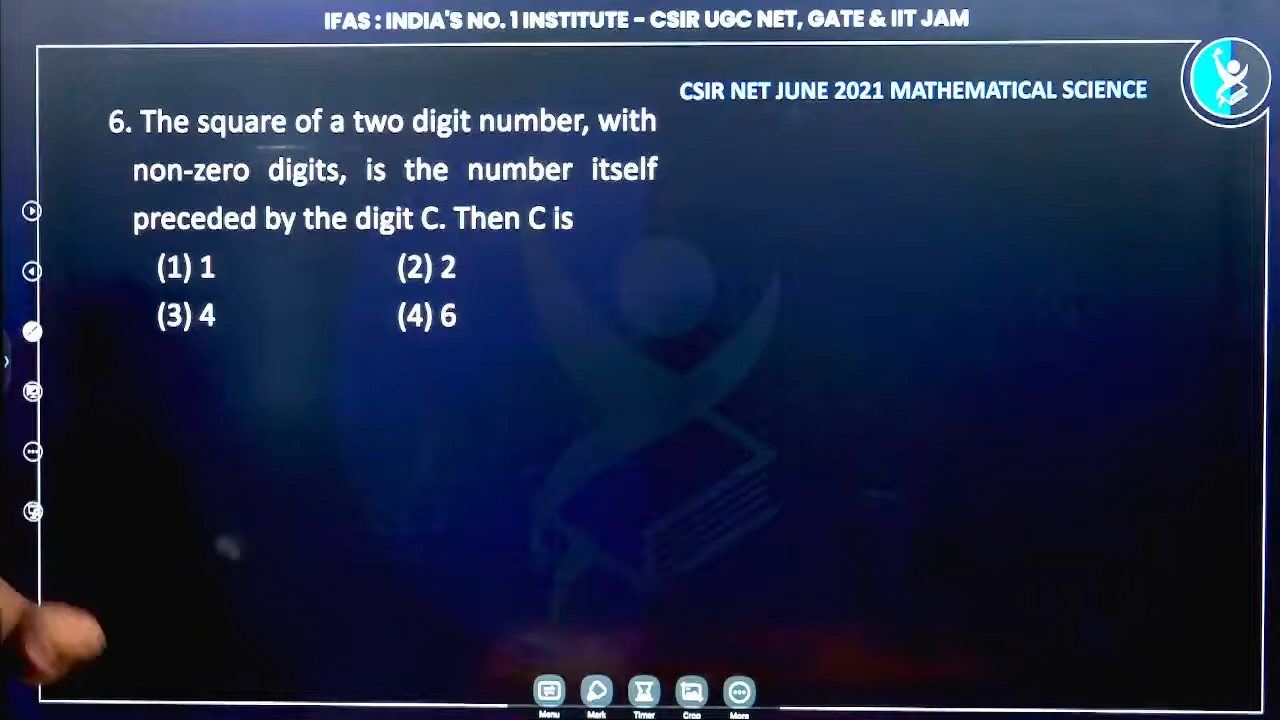 IFAS : INDIA'S NO. 1 INSTITUTE – CSIR UGC NET, GATE & IIT JAM
CSIR NET JUNE 2021 MATHEMATICAL SCIENCE
6. The square of a two digit number, with
non-zero digits, is the number itself
preceded by the digit C. Then C is
(1) 1 (2) 2
(3) 4 (4) 6
Menu Mark Timer Crop More